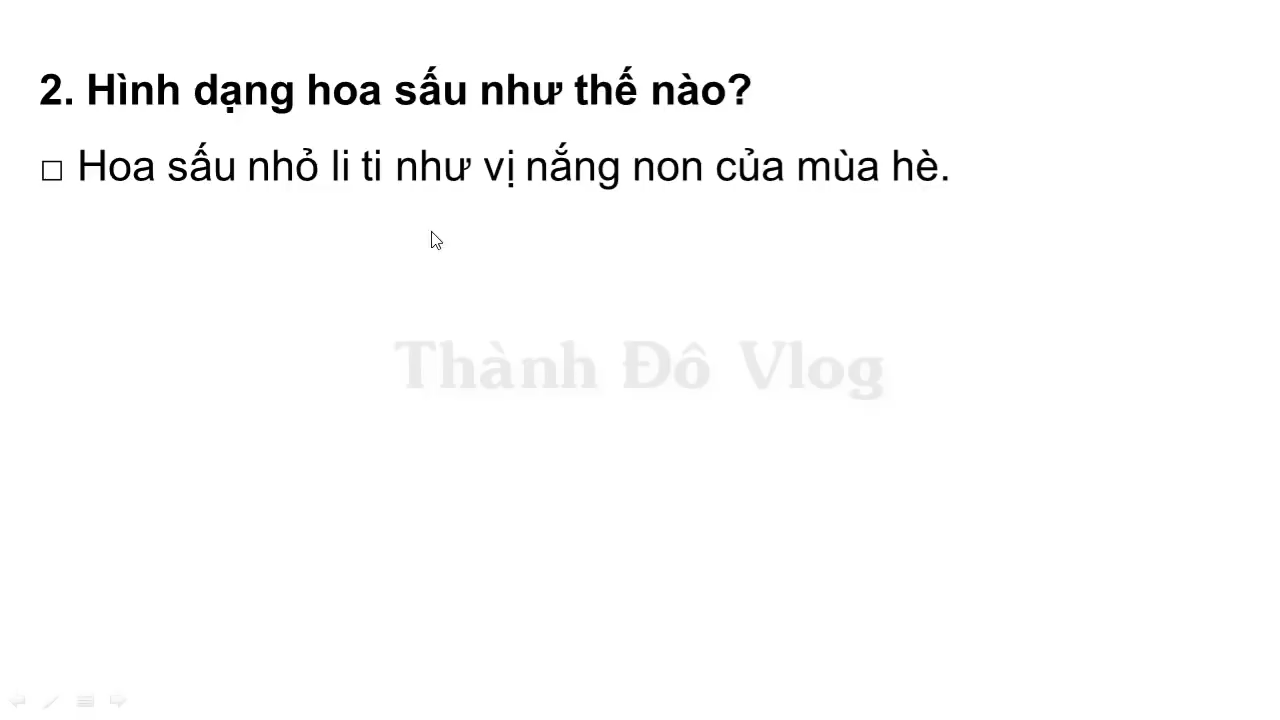 2. Hình dạng hoa sấu như thế nào?
□ Hoa sấu nhỏ li ti như vị nắng non của mùa hè.
Thành Đô Vlog